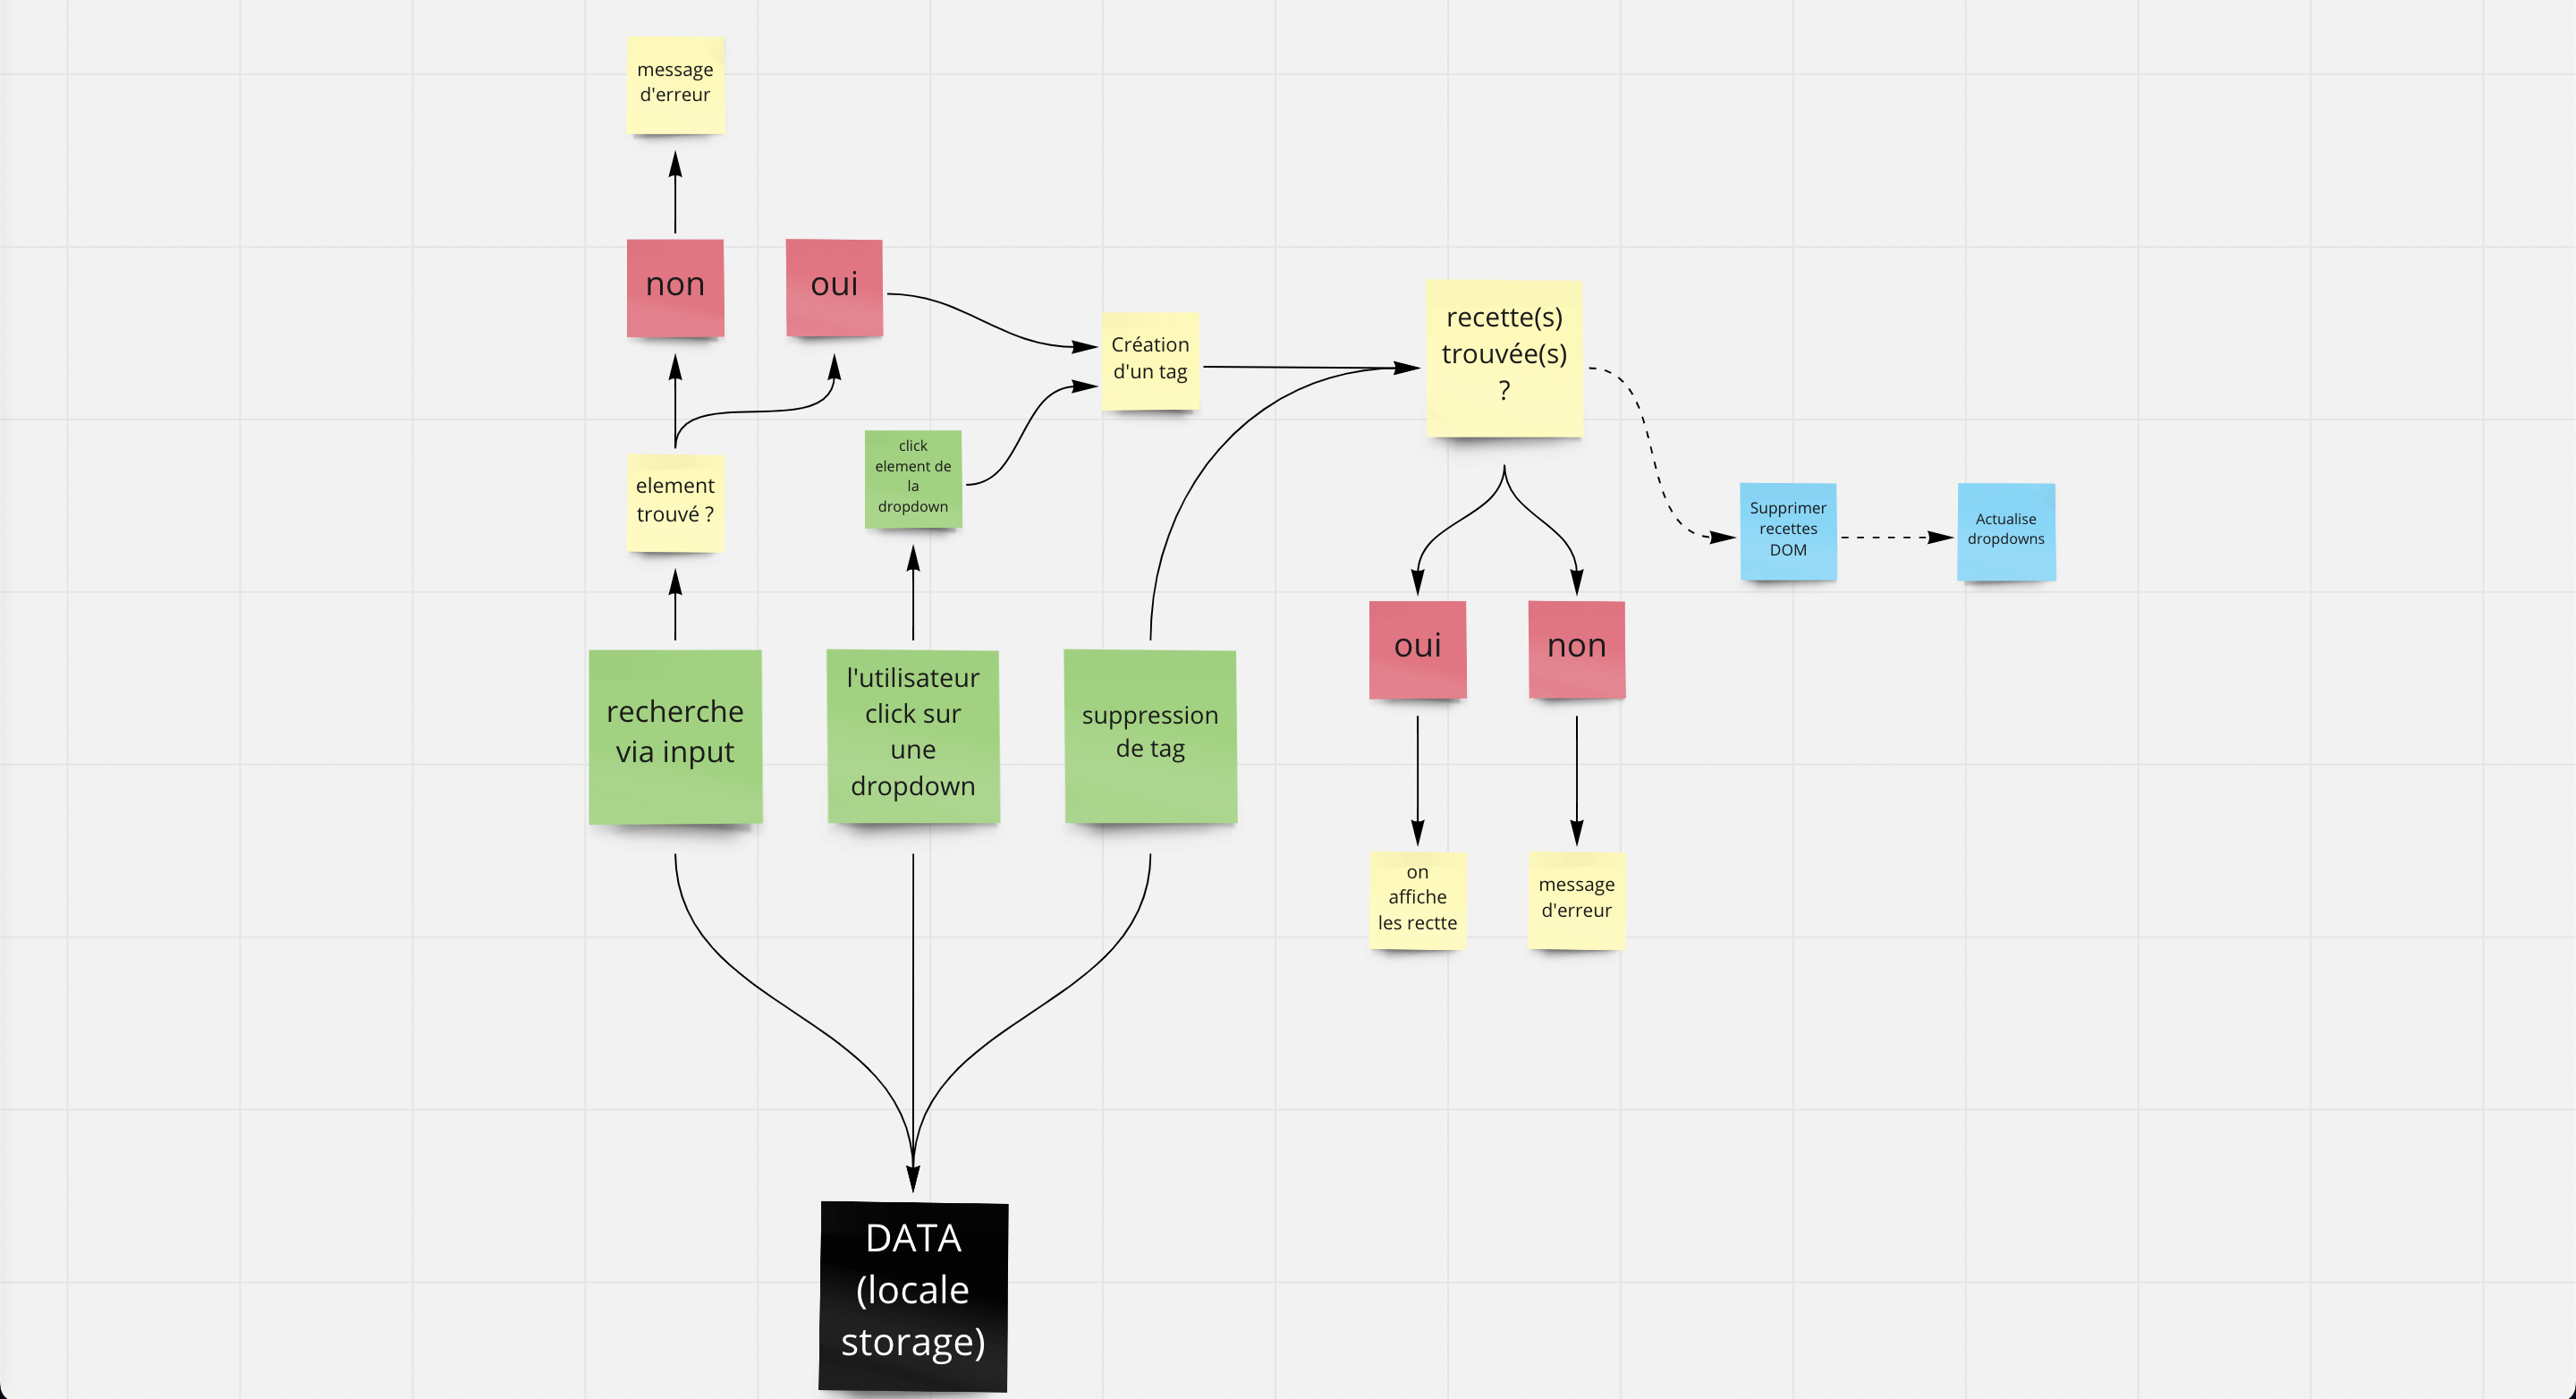 message
d'erreur
non
oui
Création
d'un tag
recette(s)
trouvée(s)
?
element
trouvé ?
click
element de
la
dropdown
Supprimer
recettes
DOM
Actualise
dropdowns
recherche
via input
l'utilisateur
click sur
une
dropdown
suppression
de tag
oui
non
on
affiche
les rectte
message
d'erreur
DATA
(locale
storage)